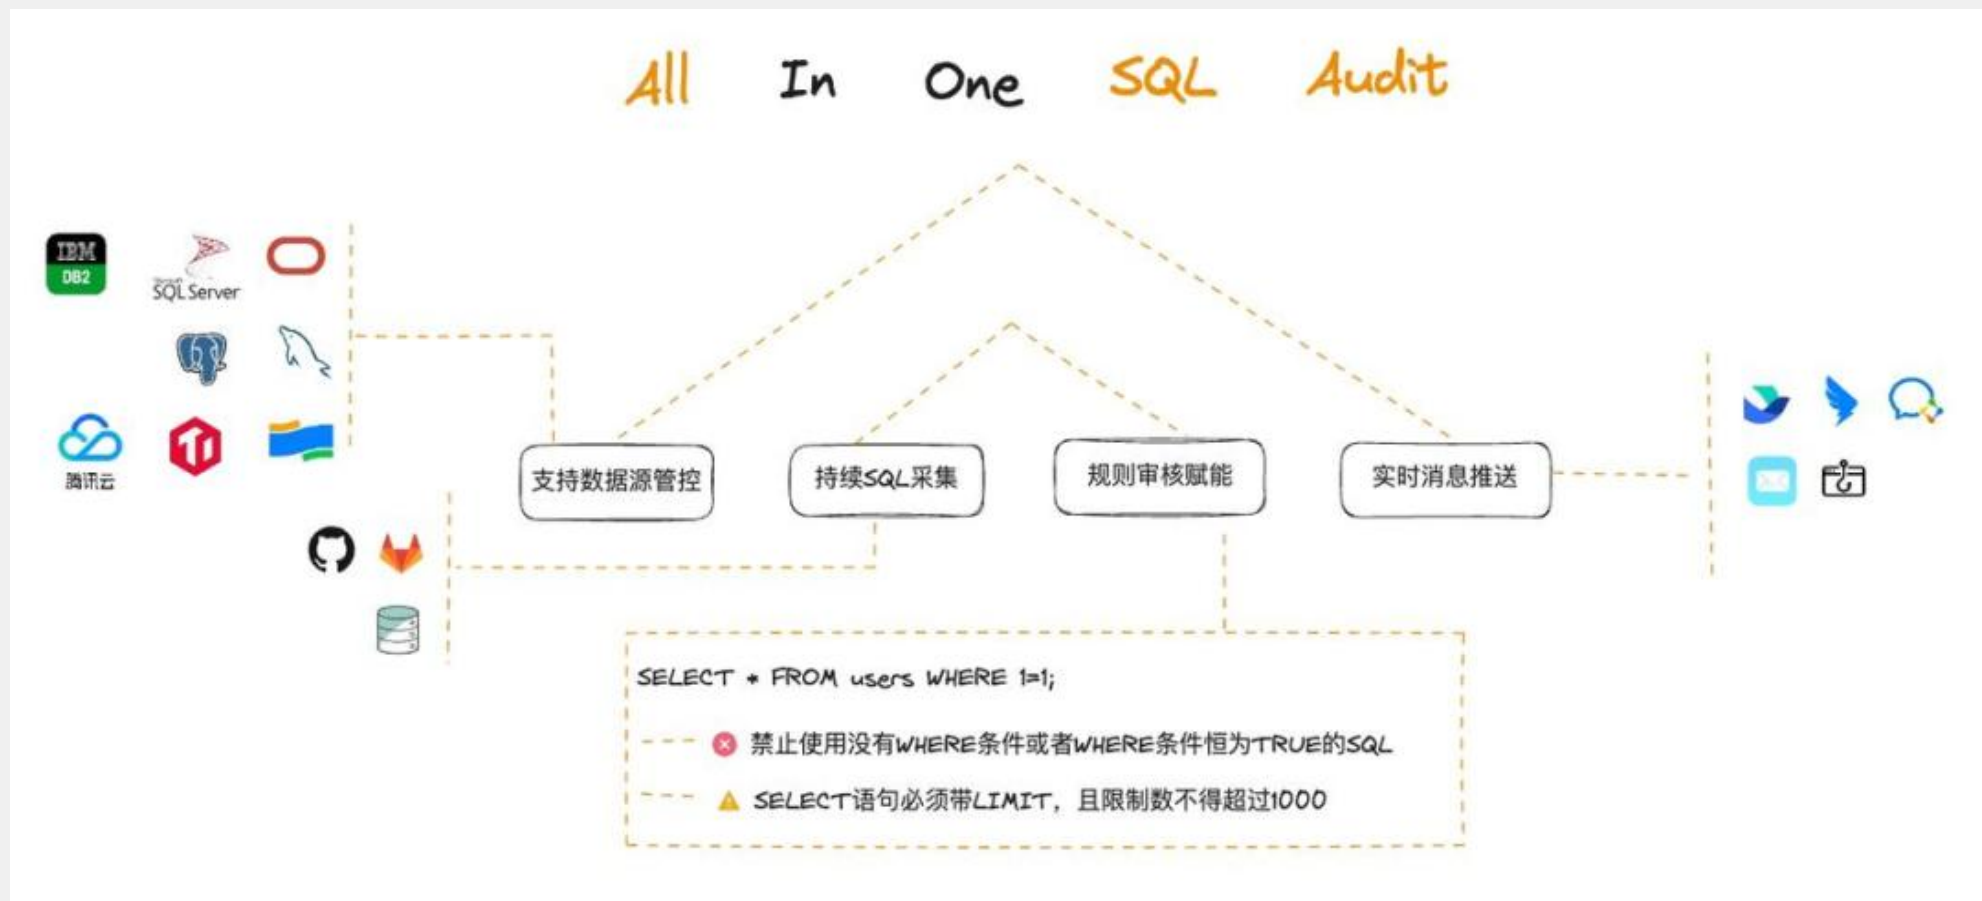 All In One SQL Audit
IBM
DB2
Microsoft
SQL Server
腾讯云
支持数据源管控
持续SQL采集
规则审核赋能
实时消息推送
SELECT * FROM users WHERE 1=1;
禁止使用没有WHERE条件或者WHERE条件恒为TRUE的SQL
SELECT语句必须带LIMIT，且限制数不得超过1000